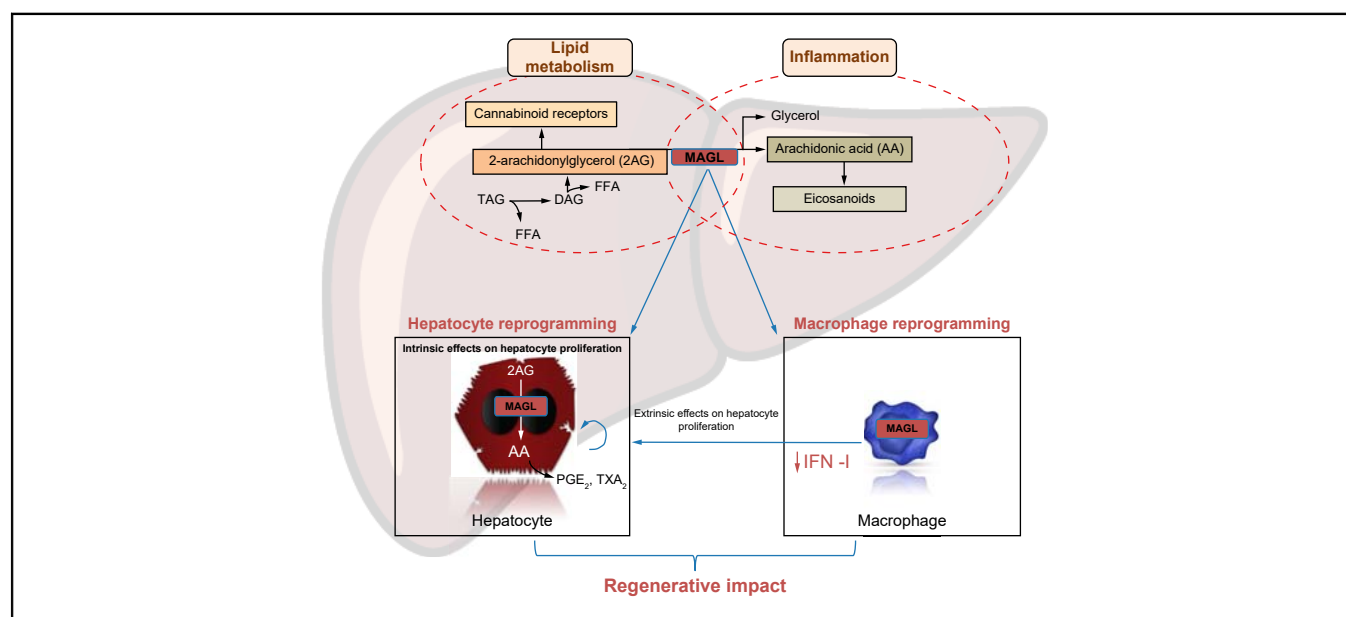 Lipid
metabolism
Inflammation
Cannabinoid receptors
Glycerol
2-arachidonylglycerol (2AG)
MAGL
Arachidonic acid (AA)
FFA
TAG
DAG
Eicosanoids
FFA
Hepatocyte reprogramming
Macrophage reprogramming
Intrinsic effects on hepatocyte proliferation
2AG
MAGL
AA
PGE₂, TXA₂
Hepatocyte
Extrinsic effects on hepatocyte
proliferation
MAGL
↓IFN -I
Macrophage
Regenerative impact